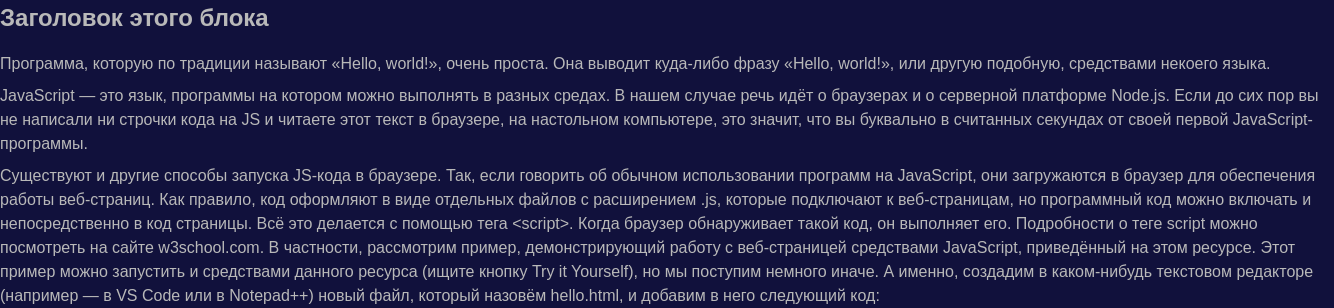 Заголовок этого блока
Программа, которую по традиции называют «Hello, world!», очень проста. Она выводит куда-либо фразу «Hello, world!», или другую подобную, средствами некоего языка.
JavaScript — это язык, программы на котором можно выполнять в разных средах. В нашем случае речь идёт о браузерах и о серверной платформе Node.js. Если до сих пор вы
не написали ни строчки кода на JS и читаете этот текст в браузере, на настольном компьютере, это значит, что вы буквально в считанных секундах от своей первой JavaScript-
программы.
Существуют и другие способы запуска JS-кода в браузере. Так, если говорить об обычном использовании программ на JavaScript, они загружаются в браузер для обеспечения
работы веб-страниц. Как правило, код оформляют в виде отдельных файлов с расширением .js, которые подключают к веб-страницам, но программный код можно включать и
непосредственно в код страницы. Всё это делается с помощью тега <script>. Когда браузер обнаруживает такой код, он выполняет его. Подробности о теге script можно
посмотреть на сайте w3school.com. В частности, рассмотрим пример, демонстрирующий работу с веб-страницей средствами JavaScript, приведённый на этом ресурсе. Этот
пример можно запустить и средствами данного ресурса (ищите кнопку Try it Yourself), но мы поступим немного иначе. А именно, создадим в каком-нибудь текстовом редакторе
(например — в VS Code или в Notepad++) новый файл, который назовём hello.html, и добавим в него следующий код: